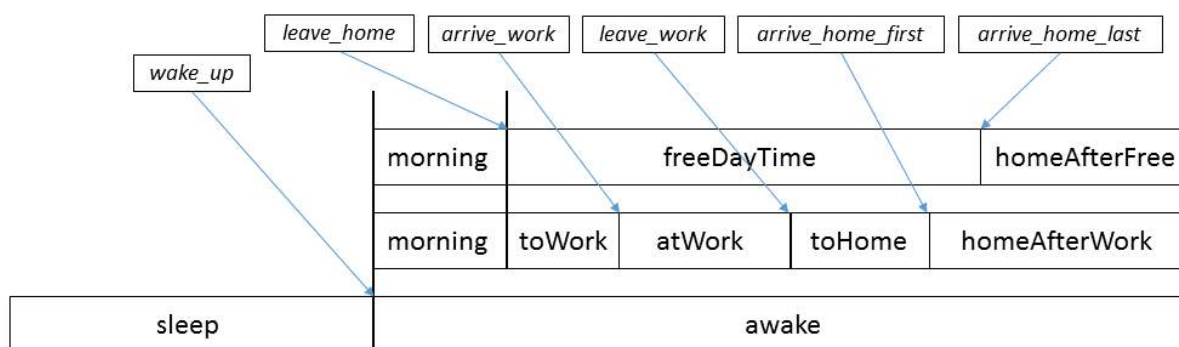 leave_home arrive_work leave_work arrive_home_first arrive_home_last
wake_up
morning freeDayTime homeAfterFree
morning toWork atWork toHome homeAfterWork
sleep awake